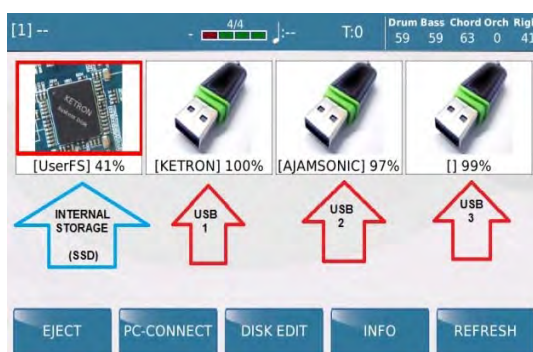 [1] --
- 4/4 ♩:-- T:0
Drum Bass Chord Orch Righ
59 59 63 0 41
KETRON
[UserFS] 41% [KETRON] 100% [AJAMSONIC] 97% [] 99%
INTERNAL
STORAGE
(SSD)
USB
1
USB
2
USB
3
EJECT PC-CONNECT DISK EDIT INFO REFRESH